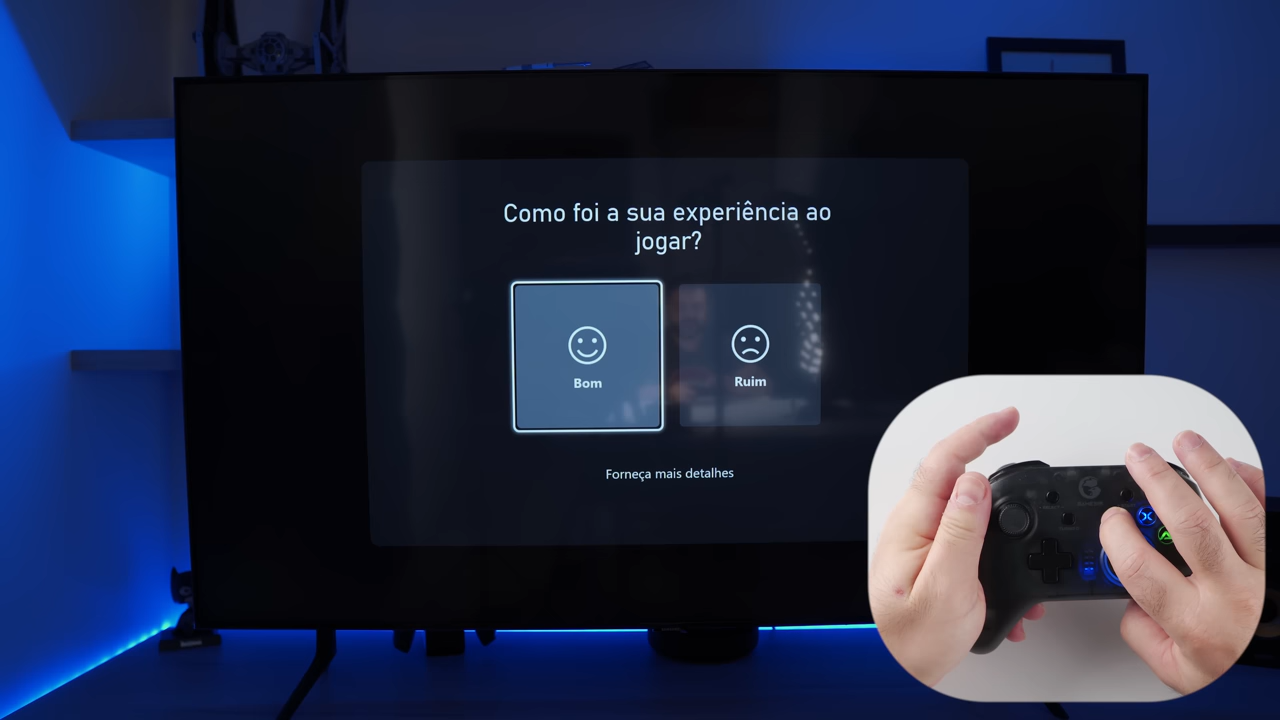 Como foi a sua experiência ao
jogar?
Bom
Ruim
Forneça mais detalhes
X
A